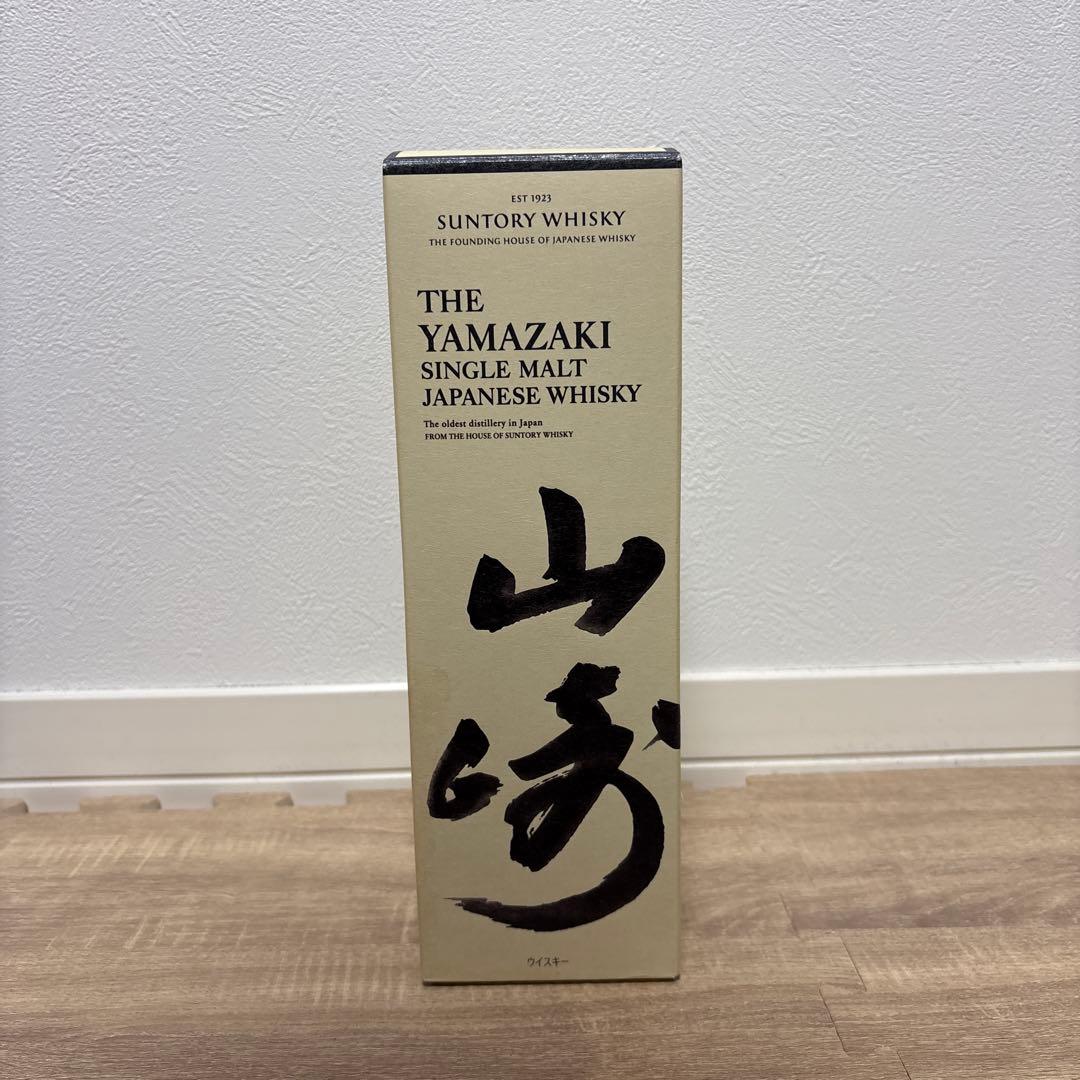 EST 1923
SUNTORY WHISKY
THE FOUNDING HOUSE OF JAPANESE WHISKY
THE
YAMAZAKI
SINGLE MALT
JAPANESE WHISKY
The oldest distillery in Japan
FROM THE HOUSE OF SUNTORY WHISKY
山
崎
ウイスキー